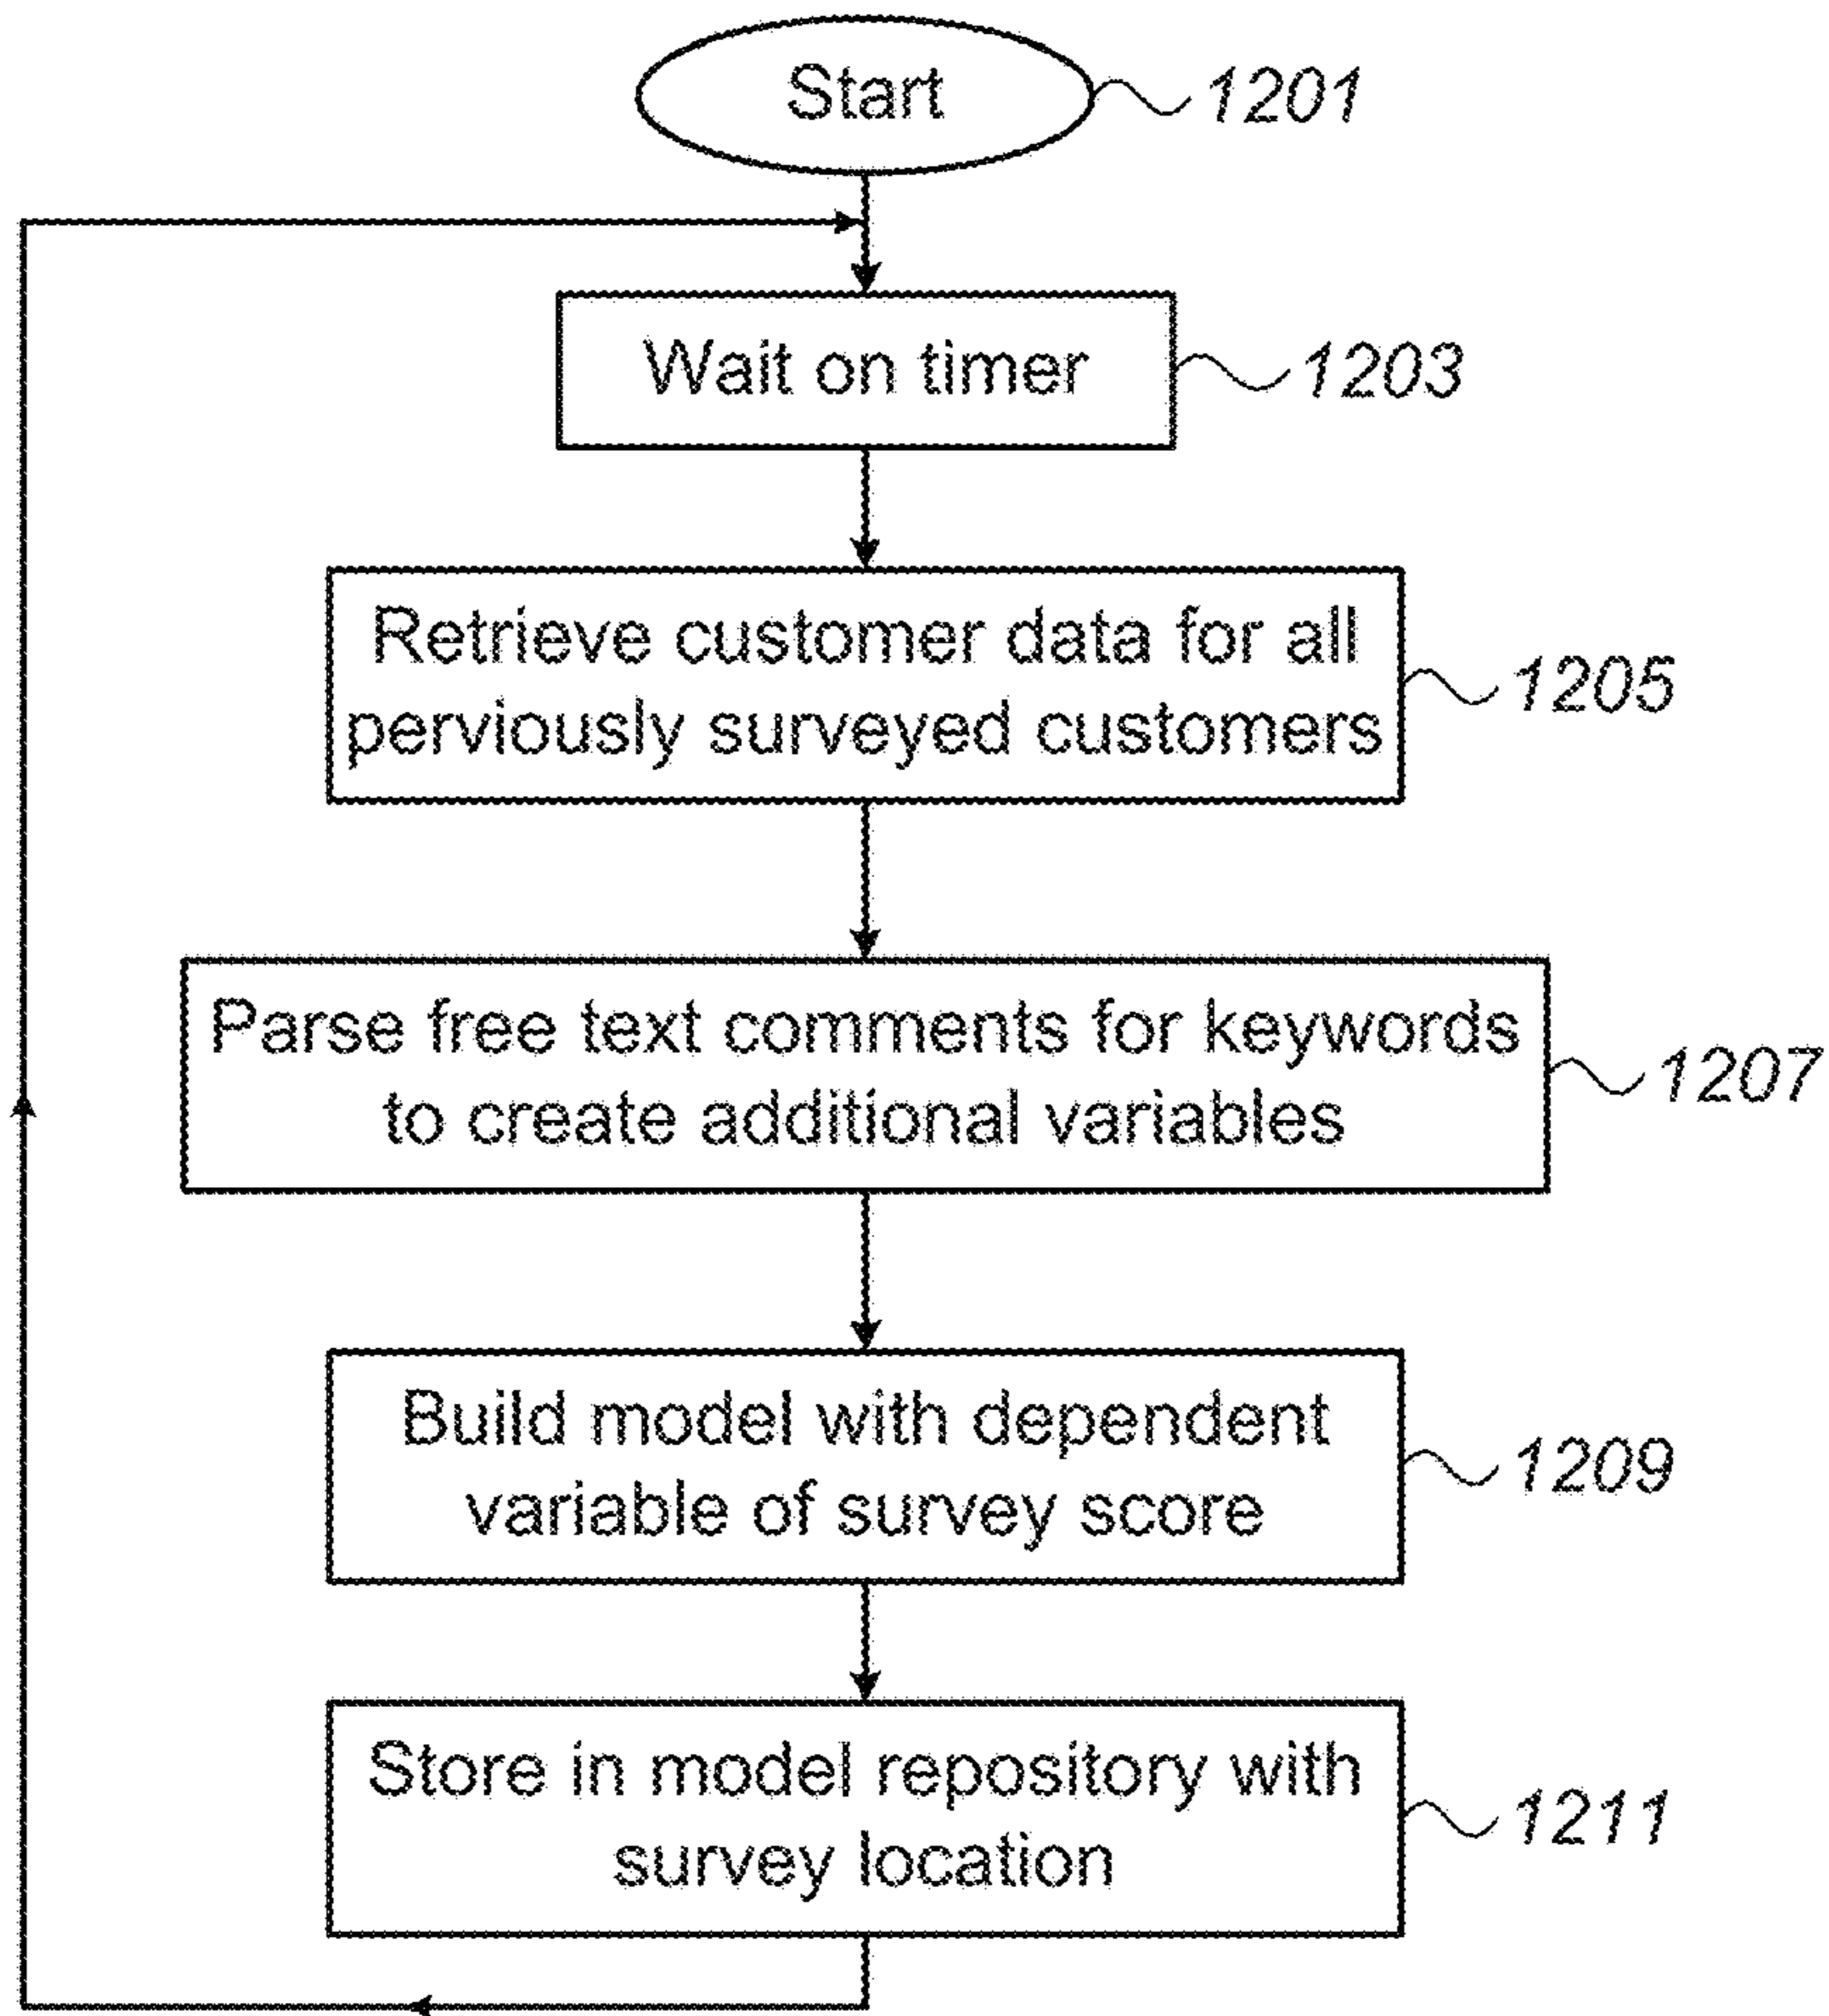 Start
1201
Wait on timer
1203
Retrieve customer data for all
perviously surveyed customers
1205
Parse free text comments for keywords
to create additional variables
1207
Build model with dependent
variable of survey score
1209
Store in model repository with
survey location
1211